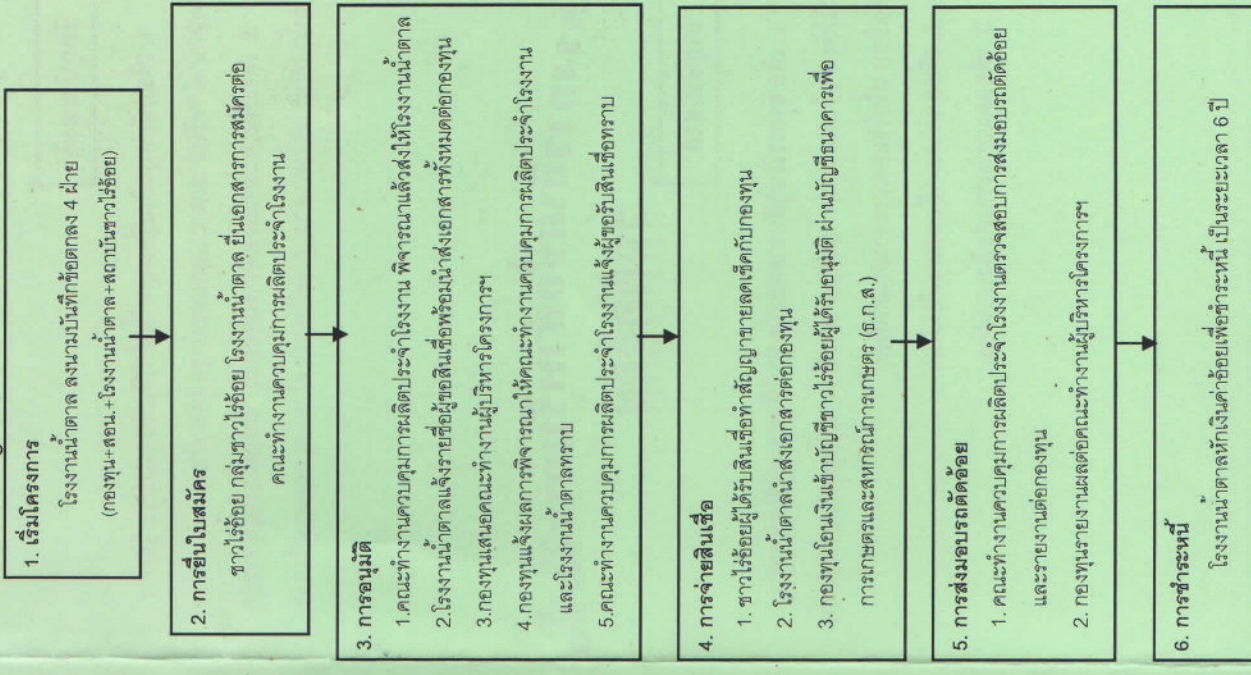 1. เริ่มโครงการ
โรงงานน้ำตาล ลงนามบันทึกข้อตกลง 4 ฝ่าย
(กองทุน+สอน.+โรงงานน้ำตาล+สถาบันชาวไร่อ้อย)
2. การยื่นใบสมัคร
ชาวไร่อ้อย กลุ่มชาวไร่อ้อย โรงงานน้ำตาล ยื่นเอกสารการสมัครต่อ
คณะทำงานควบคุมการผลิตประจำโรงงาน
3. การอนุมัติ
1.คณะทำงานควบคุมการผลิตประจำโรงงาน พิจารณาแล้วส่งให้โรงงานน้ำตาล
2.โรงงานน้ำตาลแจ้งรายชื่อผู้ขอสินเชื่อพร้อมนำส่งเอกสารทั้งหมดต่อกองทุน
3.กองทุนเสนอคณะทำงานผู้บริหารโครงการฯ
4.กองทุนแจ้งผลการพิจารณาให้คณะทำงานควบคุมการผลิตประจำโรงงาน
และโรงงานน้ำตาลทราบ
5.คณะทำงานควบคุมการผลิตประจำโรงงานแจ้งผู้ขอรับสินเชื่อทราบ
4. การจ่ายสินเชื่อ
1. ชาวไร่อ้อยผู้ได้รับสินเชื่อทำสัญญาขายลดเช็คกับกองทุน
2. โรงงานน้ำตาลนำส่งเอกสารต่อกองทุน
3. กองทุนโอนเงินเข้าบัญชีชาวไร่อ้อยผู้ได้รับอนุมัติ ผ่านบัญชีธนาคารเพื่อ
การเกษตรและสหกรณ์การเกษตร (ธ.ก.ส.)
5. การส่งมอบรถตัดอ้อย
1. คณะทำงานควบคุมการผลิตประจำโรงงานตรวจสอบการส่งมอบรถตัดอ้อย
และรายงานต่อกองทุน
2. กองทุนรายงานผลต่อคณะทำงานผู้บริหารโครงการฯ
6. การชำระหนี้
โรงงานน้ำตาลหักเงินค่าอ้อยเพื่อชำระหนี้ เป็นระยะเวลา 6 ปี